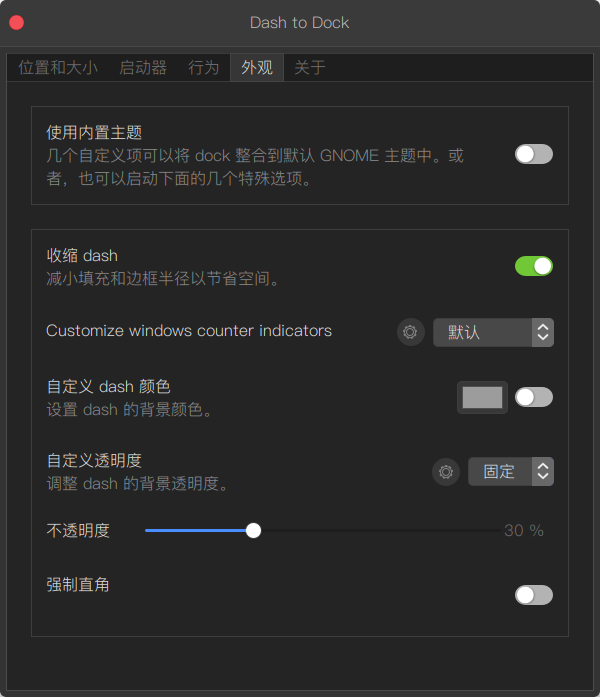 Dash to Dock
位置和大小 启动器 行为 外观 关于
使用内置主题
几个自定义项可以将 dock 整合到默认 GNOME 主题中。或
者，也可以启动下面的几个特殊选项。
收缩 dash
减小填充和边框半径以节省空间。
Customize windows counter indicators 默认
自定义 dash 颜色
设置 dash 的背景颜色。
自定义透明度 固定
调整 dash 的背景透明度。
不透明度 30 %
强制直角